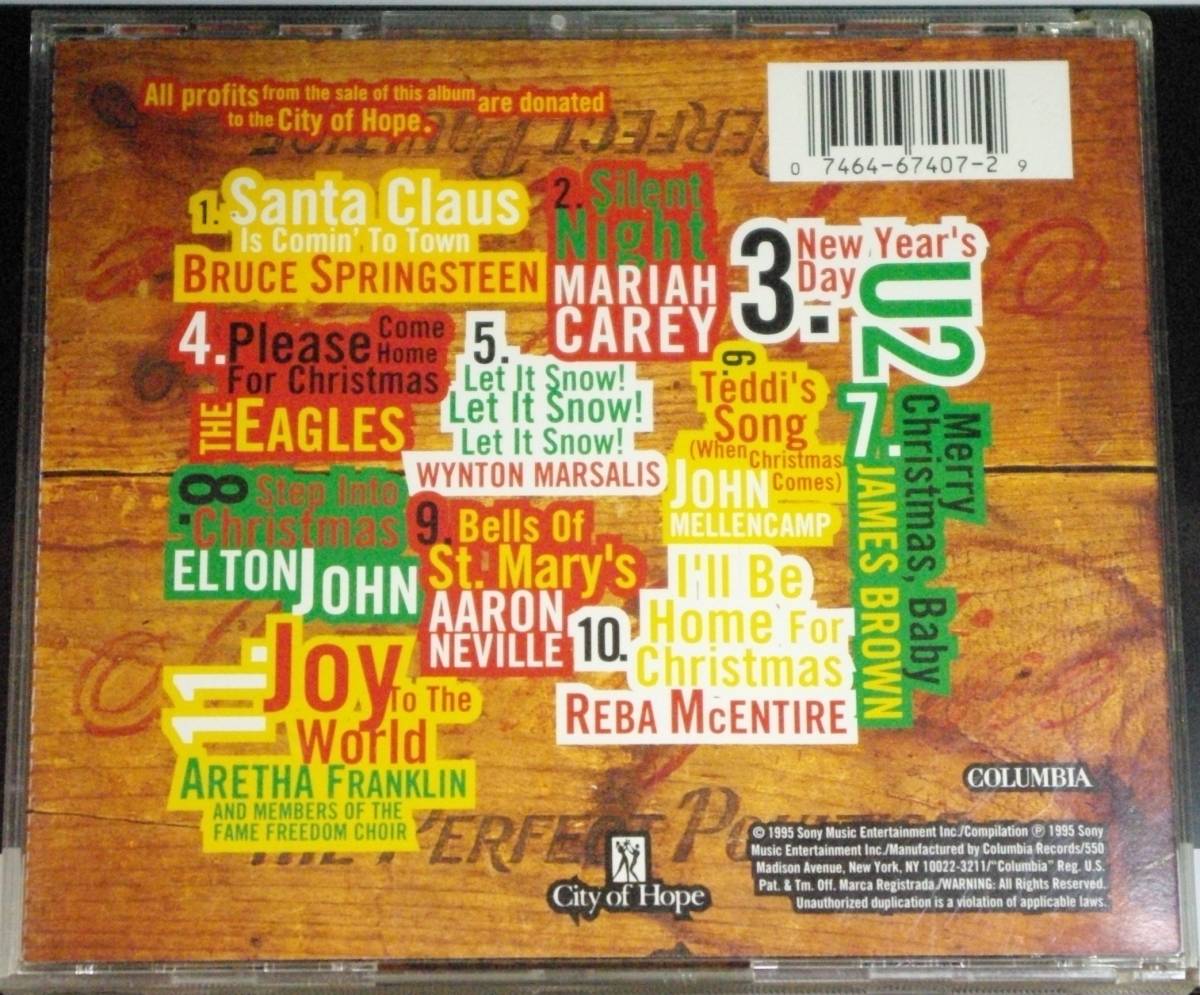 All profits from the sale of this album are donated
to the City of Hope.
0 7464-67407-2 9
1. Santa Claus
Is Comin' To Town
BRUCE SPRINGSTEEN
2. Silent
Night
MARIAH
CAREY
3. New Year's
Day
U2
4. Please Come
Home
For Christmas
THE EAGLES
5.
Let It Snow!
Let It Snow!
Let It Snow!
WYNTON MARSALIS
6.
Teddi's
Song
(When Christmas
Comes)
JOHN
MELLENCAMP
7. Merry
Christmas, Baby
JAMES BROWN
8. Step Into
Christmas
ELTON JOHN
9. Bells Of
St. Mary's
AARON
NEVILLE
10. I'll Be
Home For
Christmas
REBA McENTIRE
11. Joy To The
World
ARETHA FRANKLIN
AND MEMBERS OF THE
FAME FREEDOM CHOIR
COLUMBIA
City of Hope
© 1995 Sony Music Entertainment Inc./Compilation ℗ 1995 Sony
Music Entertainment Inc./Manufactured by Columbia Records/550
Madison Avenue, New York, NY 10022-3211/"Columbia" Reg. U.S.
Pat. & Tm. Off. Marca Registrada./WARNING: All Rights Reserved.
Unauthorized duplication is a violation of applicable laws.